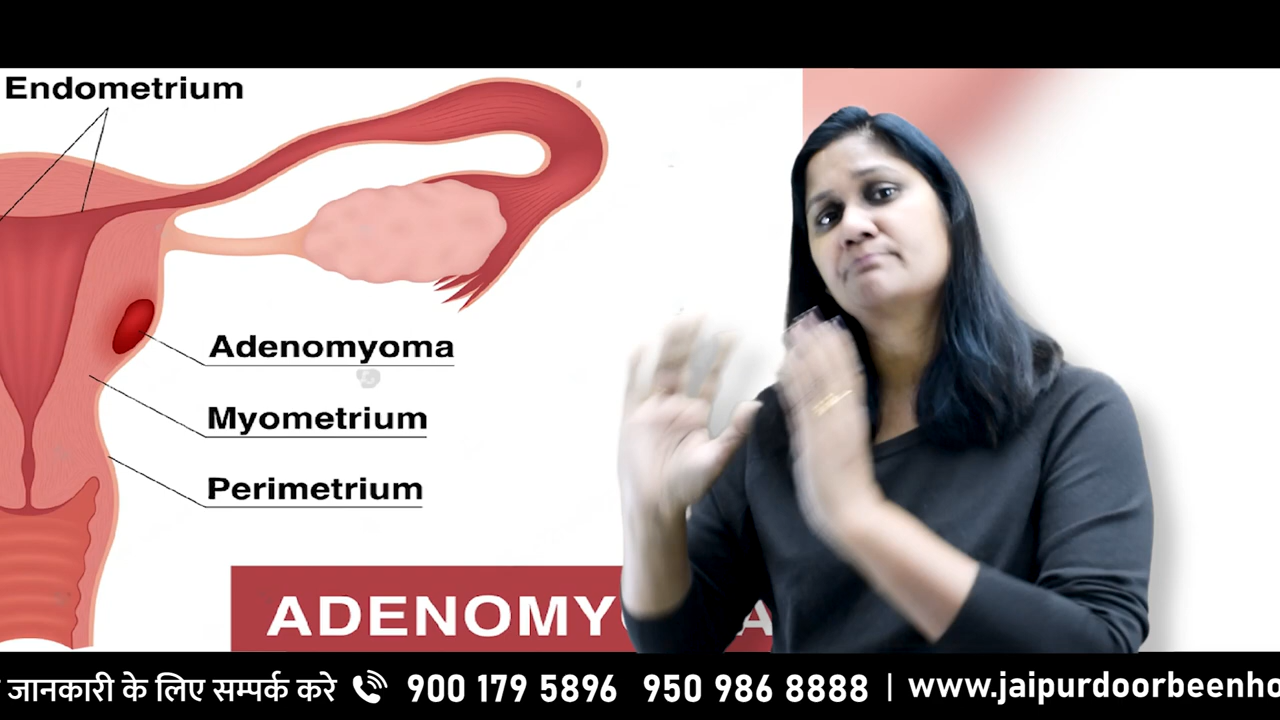 Endometrium
Adenomyoma
Myometrium
Perimetrium
ADENOMY
जानकारी के लिए सम्पर्क करे 900 179 5896 950 986 8888 | www.jaipurdoorbeenho